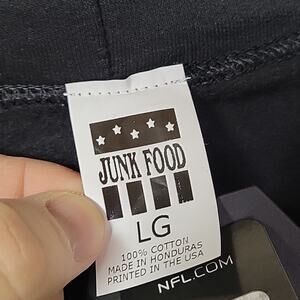 JUNK FOOD
LG
100% COTTON
MADE IN HONDURAS
PRINTED IN THE USA
NFL.COM